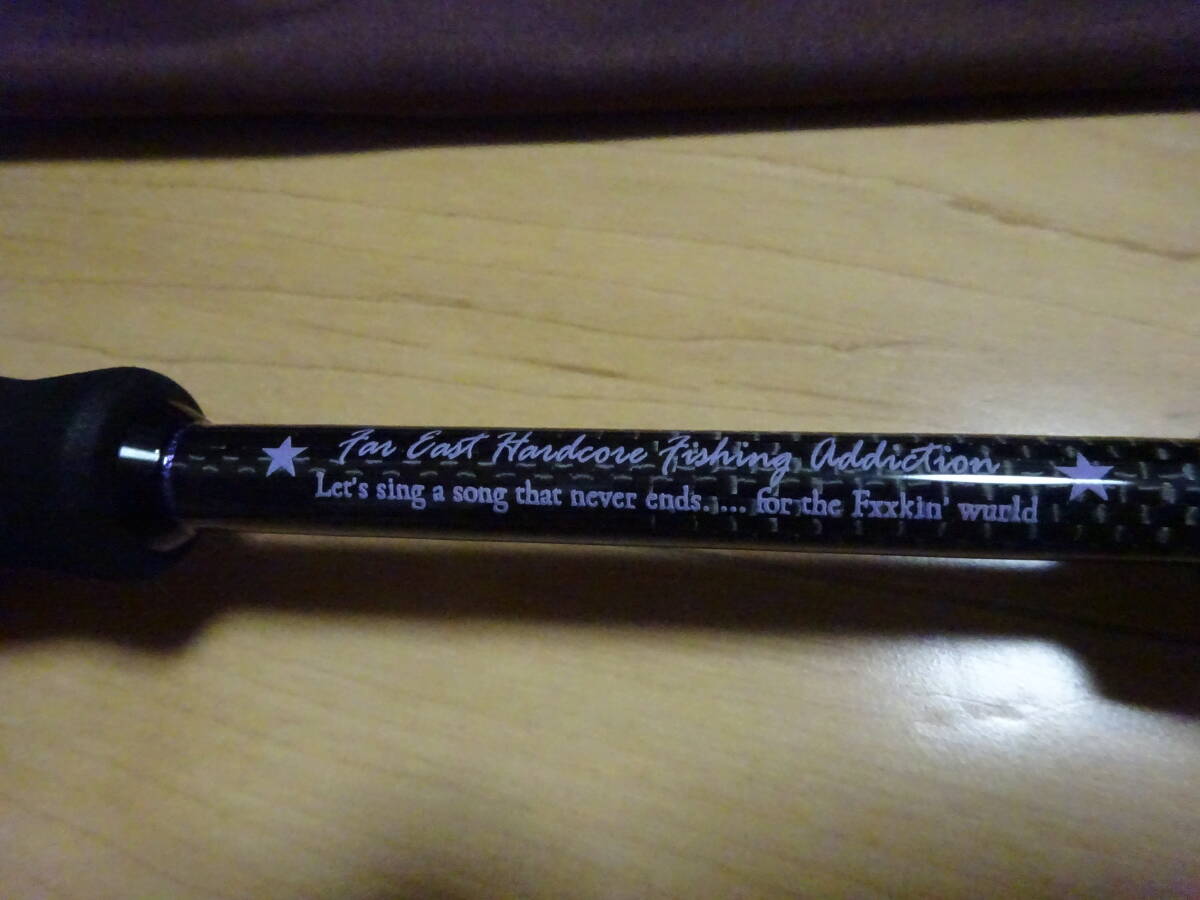 Far East Hardcore Fishing Addiction
Let's sing a song that never ends.... for the Fxxkin' wurld